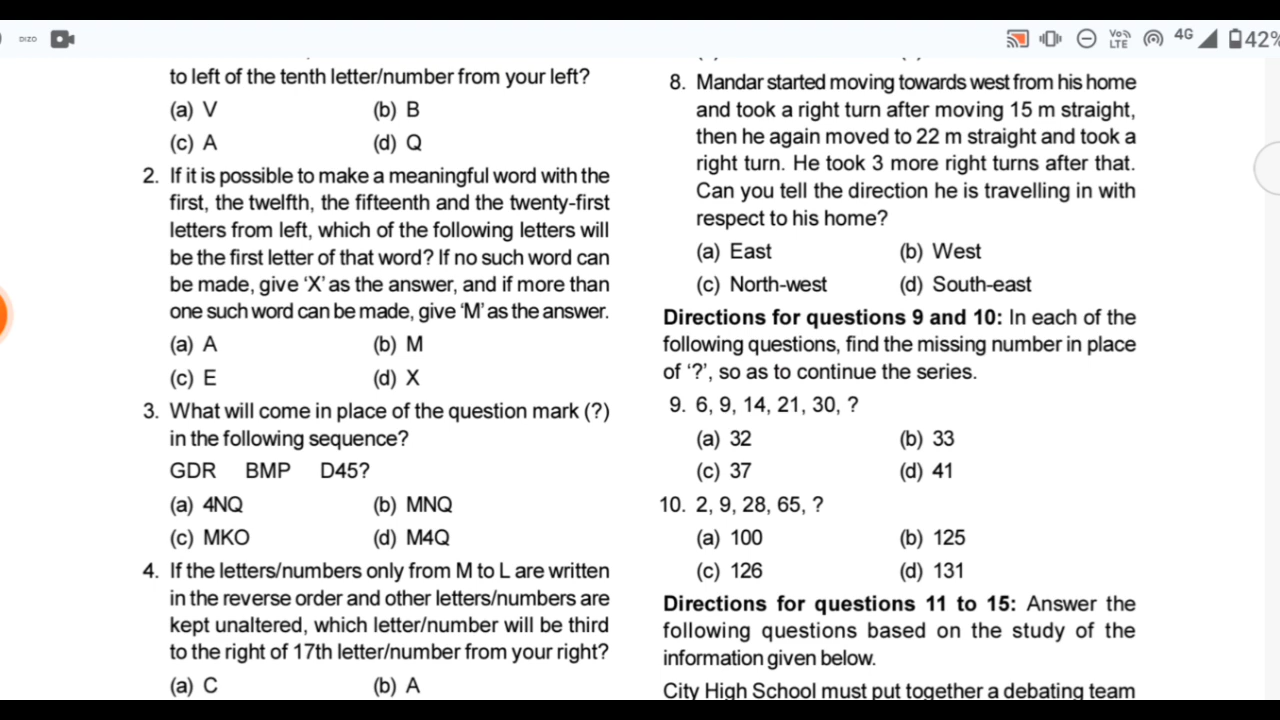 DIZO
Vo))
LTE
4G
42%
to left of the tenth letter/number from your left?
(a) V (b) B
(c) A (d) Q
2. If it is possible to make a meaningful word with the
first, the twelfth, the fifteenth and the twenty-first
letters from left, which of the following letters will
be the first letter of that word? If no such word can
be made, give ‘X’ as the answer, and if more than
one such word can be made, give ‘M’ as the answer.
(a) A (b) M
(c) E (d) X
3. What will come in place of the question mark (?)
in the following sequence?
GDR BMP D45?
(a) 4NQ (b) MNQ
(c) MKO (d) M4Q
4. If the letters/numbers only from M to L are written
in the reverse order and other letters/numbers are
kept unaltered, which letter/number will be third
to the right of 17th letter/number from your right?
(a) C (b) A
8. Mandar started moving towards west from his home
and took a right turn after moving 15 m straight,
then he again moved to 22 m straight and took a
right turn. He took 3 more right turns after that.
Can you tell the direction he is travelling in with
respect to his home?
(a) East (b) West
(c) North-west (d) South-east
Directions for questions 9 and 10: In each of the
following questions, find the missing number in place
of ‘?’, so as to continue the series.
9. 6, 9, 14, 21, 30, ?
(a) 32 (b) 33
(c) 37 (d) 41
10. 2, 9, 28, 65, ?
(a) 100 (b) 125
(c) 126 (d) 131
Directions for questions 11 to 15: Answer the
following questions based on the study of the
information given below.
City High School must put together a debating team